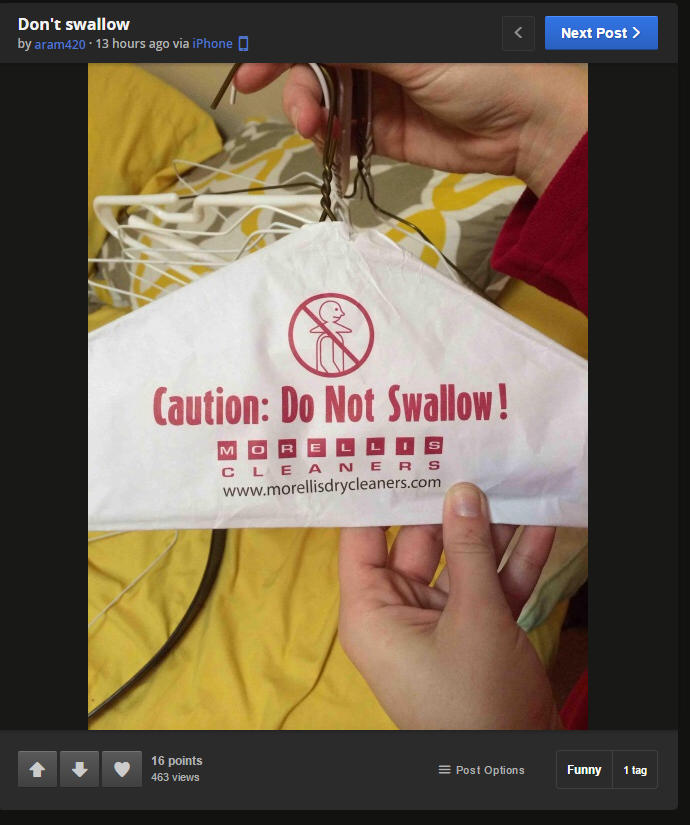 Don't swallow
by aram420 · 13 hours ago via iPhone
Next Post
Caution: Do Not Swallow!
MORELLIS
CLEANERS
www.morellisdrycleaners.com
16 points
463 views
Post Options
Funny
1 tag